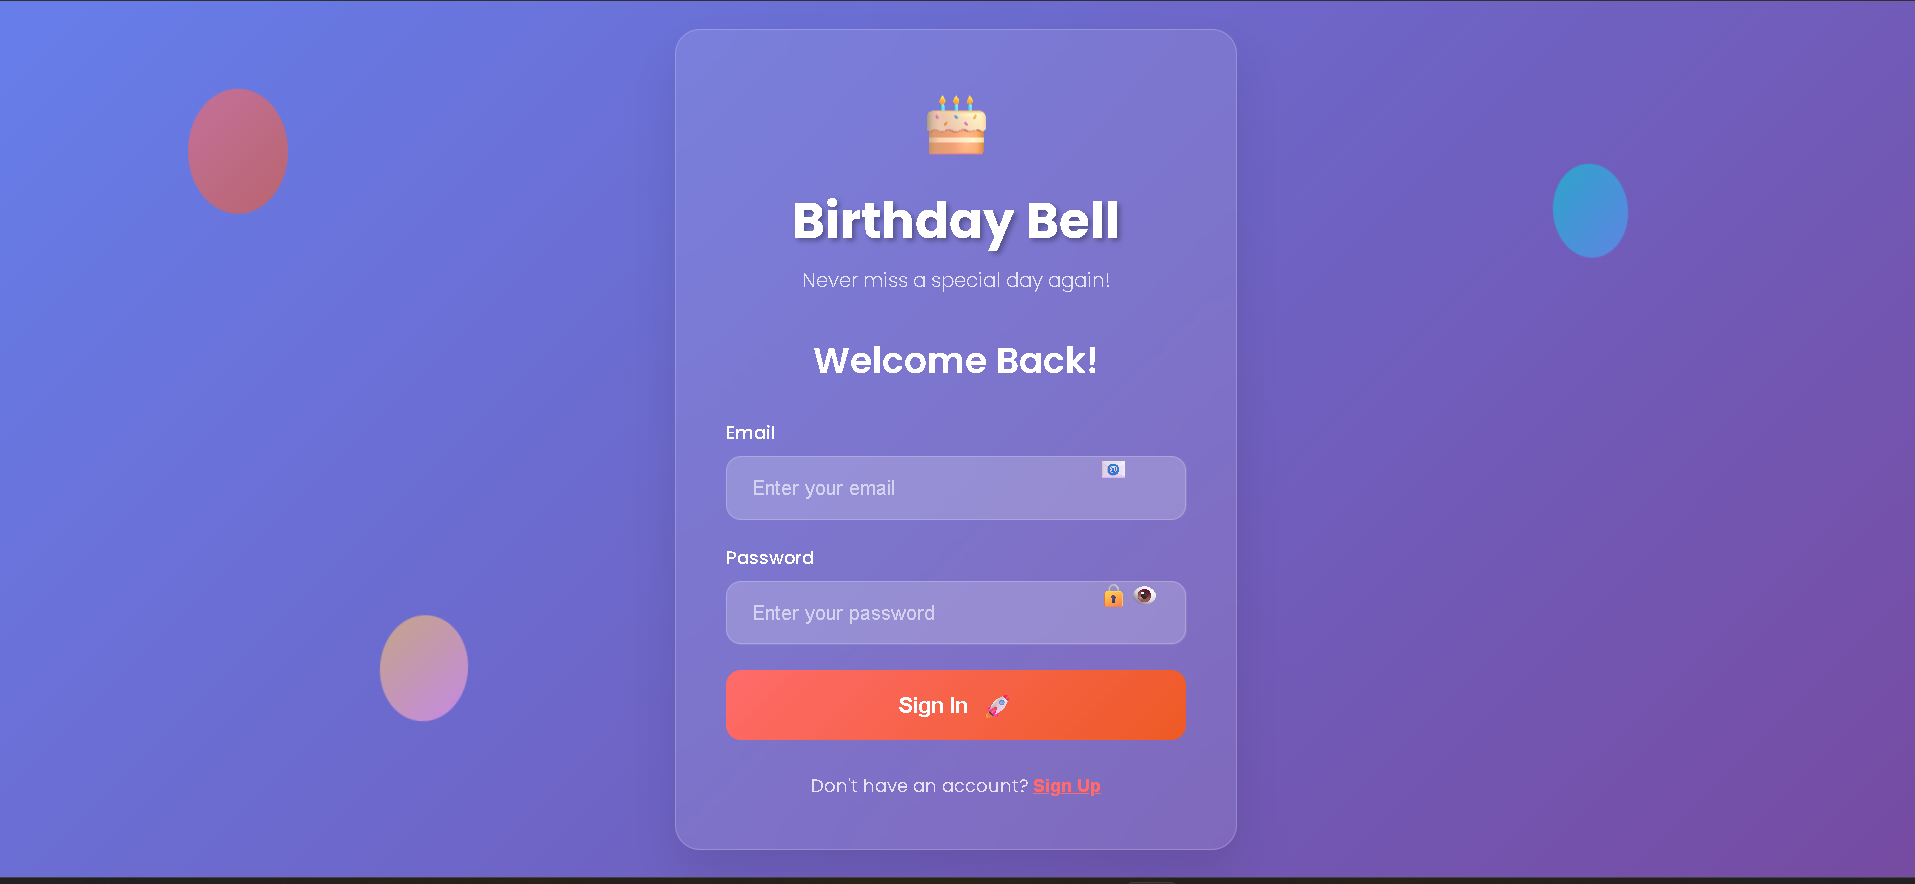 Birthday Bell
Never miss a special day again!
Welcome Back!
Email
Enter your email
Password
Enter your password
Sign In
Don't have an account? Sign Up